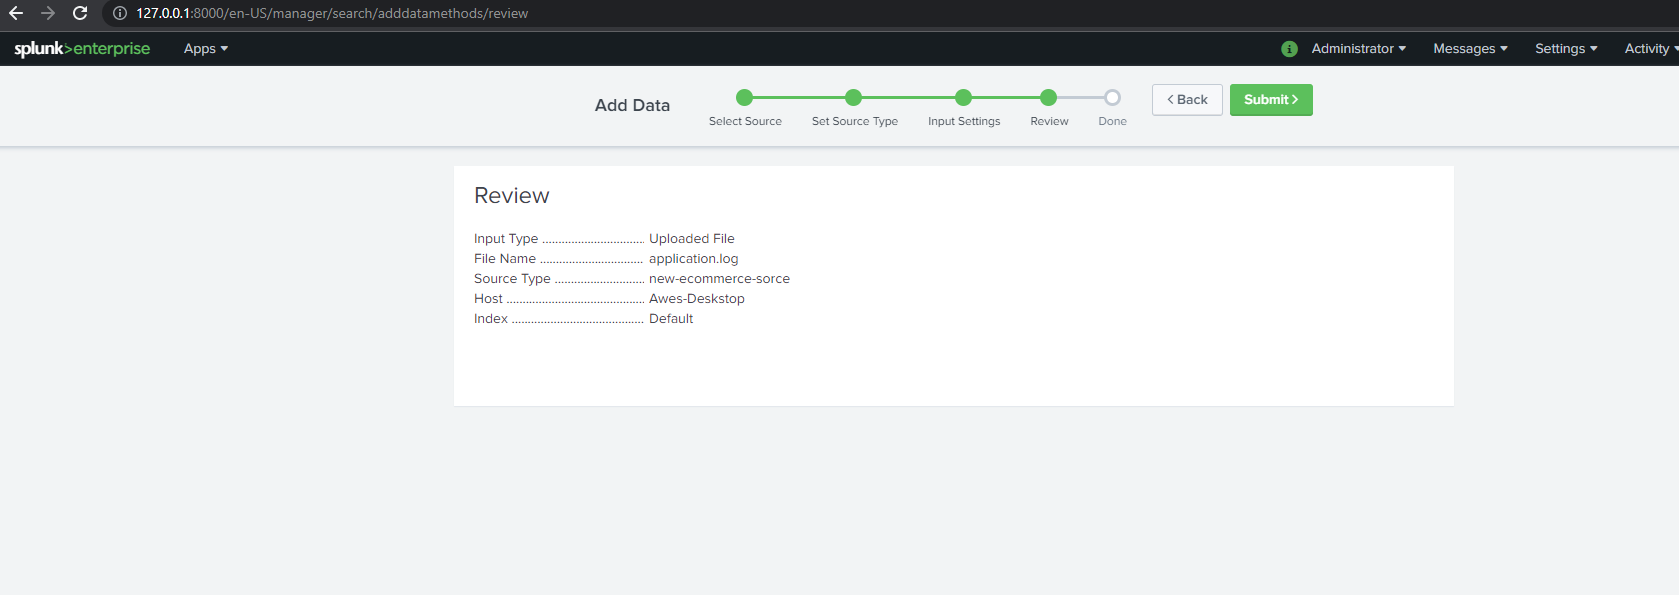 127.0.0.1:8000/en-US/manager/search/adddatamethods/review
splunk>enterprise Apps Administrator Messages Settings Activity
Add Data
Select Source Set Source Type Input Settings Review Done
< Back Submit >
Review
Input Type ................................ Uploaded File
File Name ................................ application.log
Source Type ............................ new-ecommerce-sorce
Host ........................................... Awes-Deskstop
Index ......................................... Default